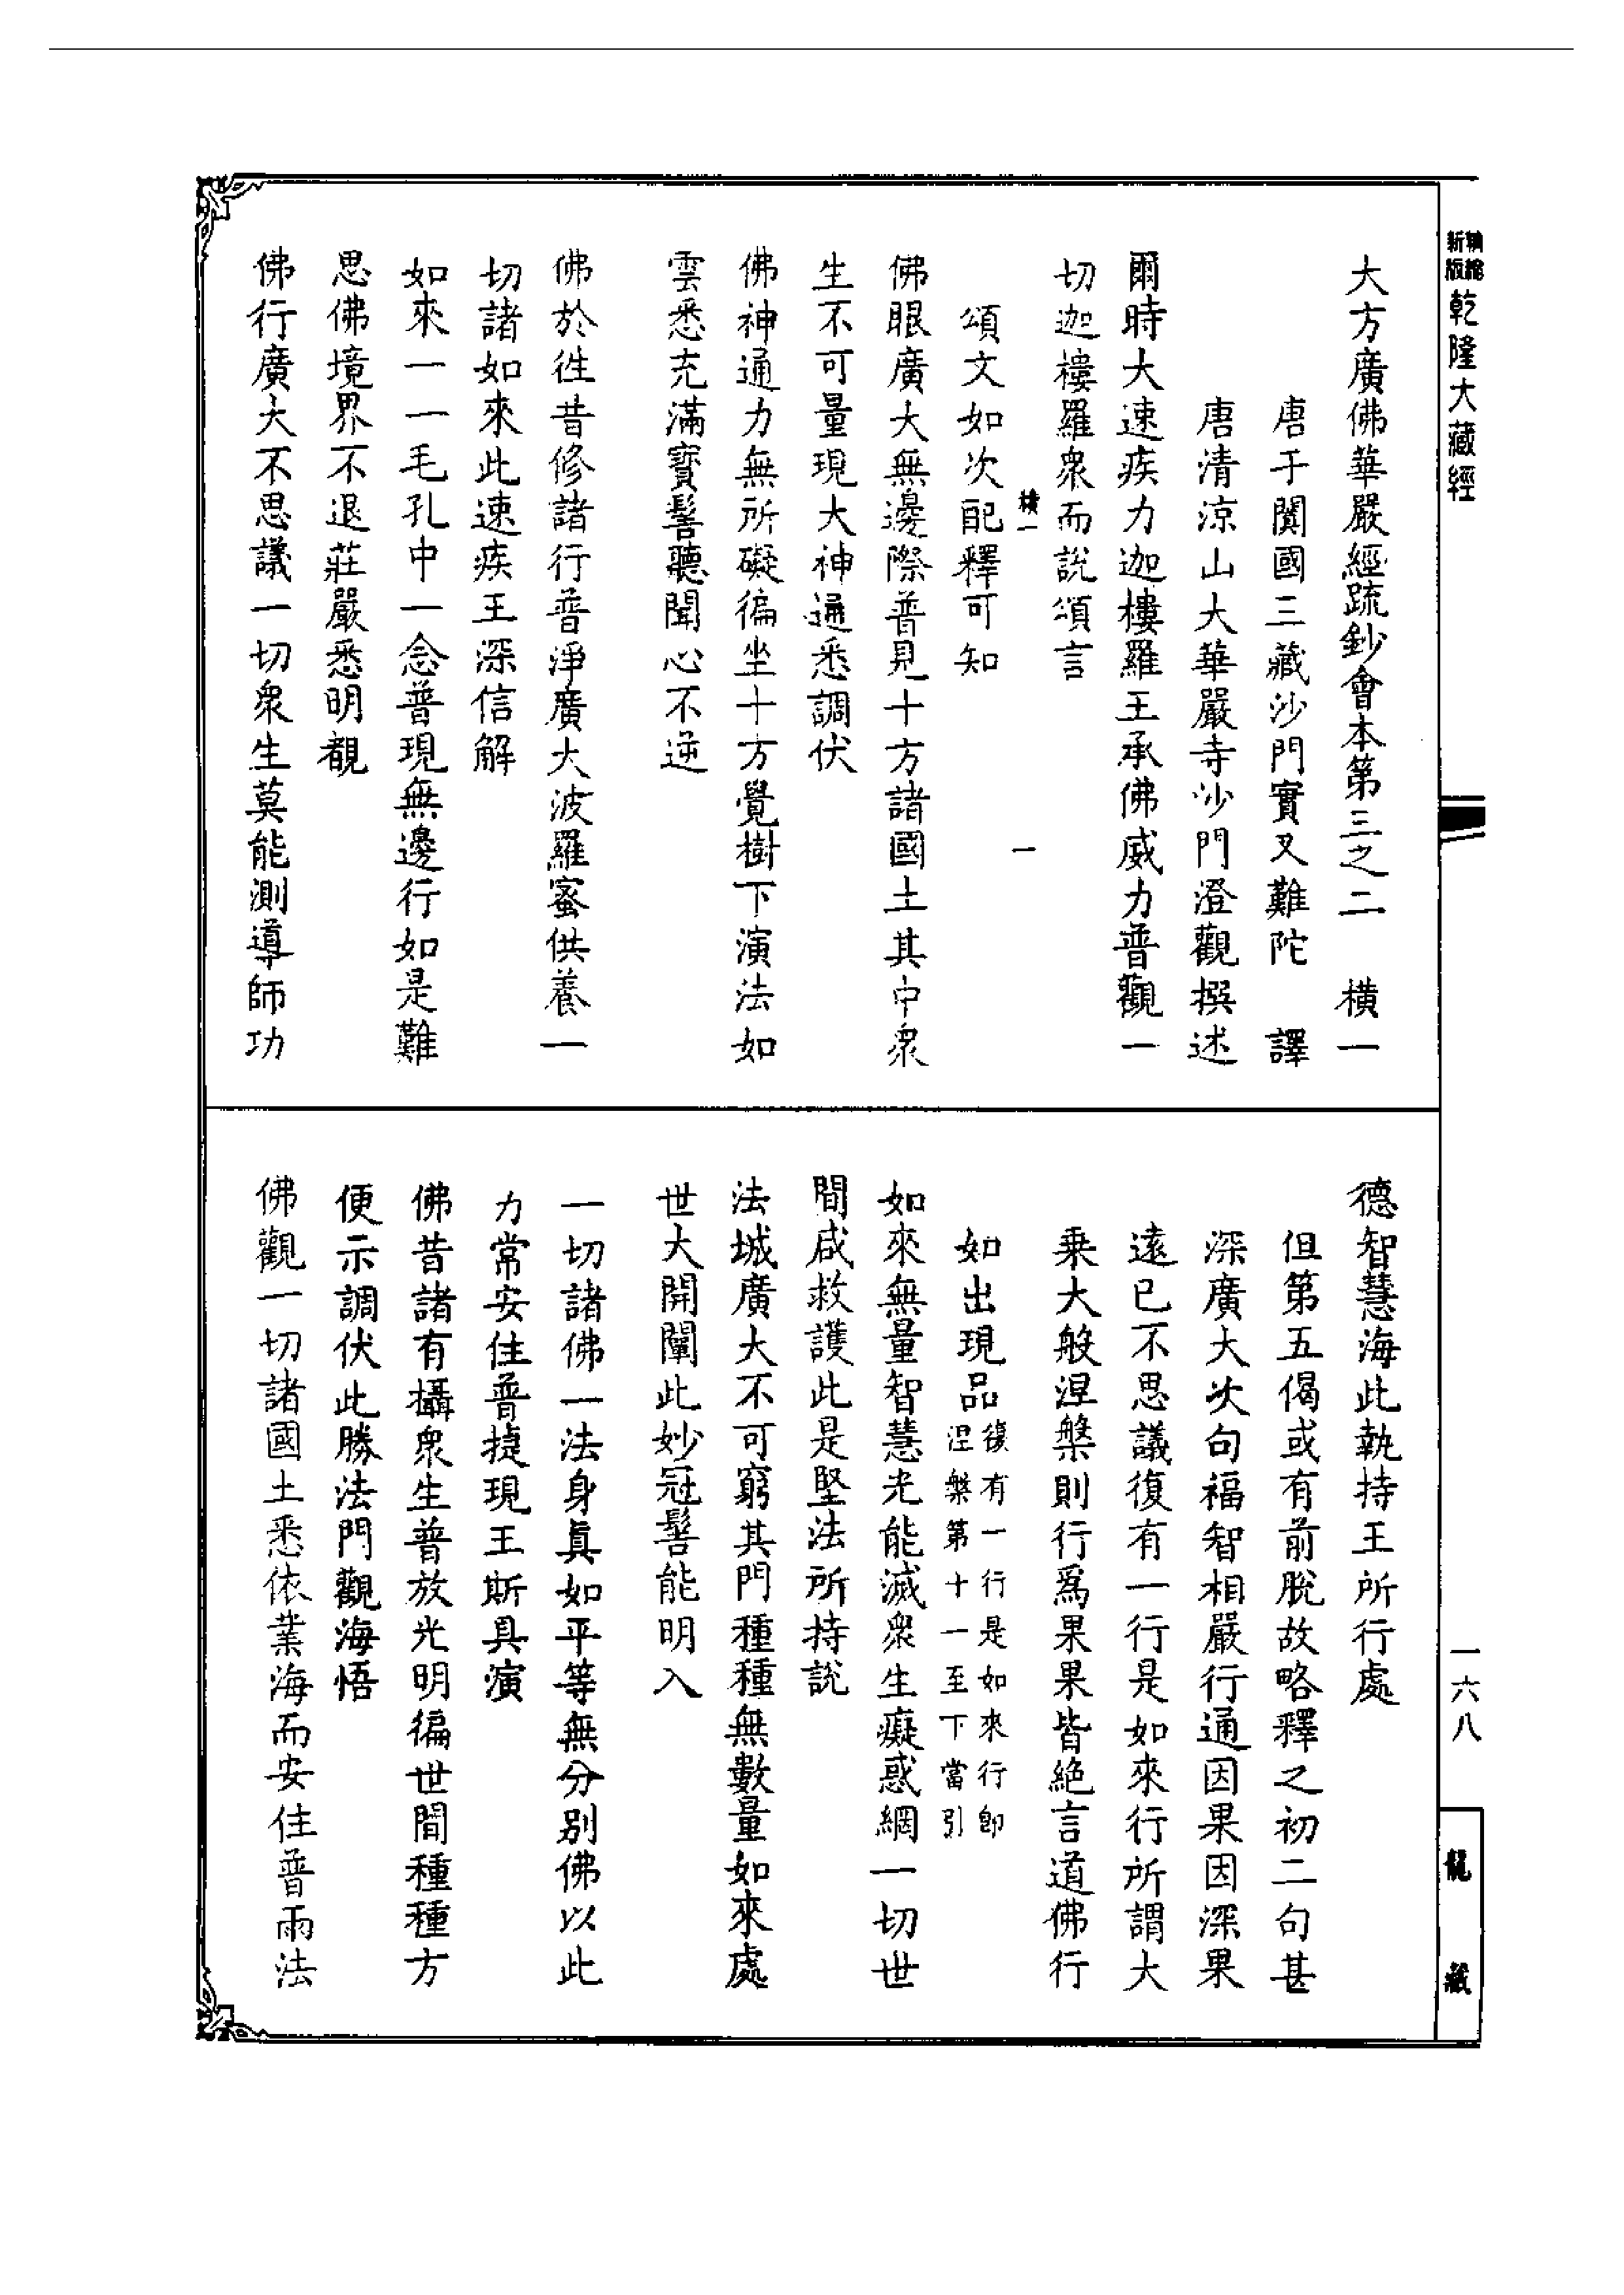 新編縮版乾隆大藏經
大方廣佛華嚴經疏鈔會本第三之二　橫一
唐于闐國三藏沙門實叉難陀　譯
唐清涼山大華嚴寺沙門澄觀撰述
爾時大速疾力迦樓羅王承佛威力普觀一
切迦樓羅眾而說頌言
橫一　一
頌文如次配釋可知
佛眼廣大無邊際普見十方諸國土其中眾
生不可量現大神通悉調伏
佛神通力無所礙徧坐十方覺樹下演法如
雲悉充滿寶髻聽聞心不逆
佛於徃昔修諸行普淨廣大波羅蜜供養一
切諸如來此速疾王深信解
如來一一毛孔中一念普現無邊行如是難
思佛境界不退莊嚴悉明覩
佛行廣大不思議一切眾生莫能測導師功
德智慧海此執持王所行處
但第五偈或有前脫故略釋之初二句甚
深廣大次句福智相嚴行通因果因深果
遠已不思議復有一行是如來行所謂大
乘大般涅槃則行為果果皆絕言道佛行
如出現品復有一行是如來行即
涅槃第十一至下當引
如來無量智慧光能滅眾生癡惑網一切世
間咸救護此是堅法所持說
法城廣大不可窮其門種種無數量如來處
世大開闡此妙冠髻能明入
一切諸佛一法身真如平等無分別佛以此
力常安住普捷現王斯具演
佛昔諸有攝眾生普放光明徧世間種種方
便示調伏此勝法門觀海悟
佛觀一切諸國土悉依業海而安住普雨法
一六八
龍藏